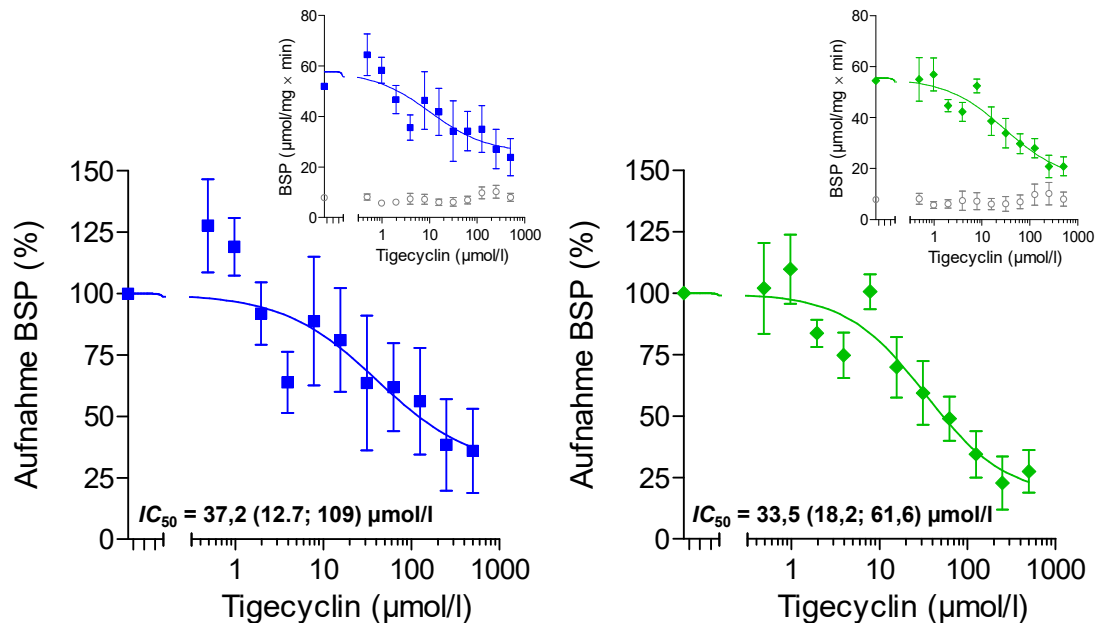 80
60
40
20
0
BSP (µmol/mg × min)
1 10 100 1000
Tigecyclin (µmol/l)
150
125
100
75
50
25
0
Aufnahme BSP (%)
IC50 = 37,2 (12.7; 109) µmol/l
1 10 100 1000
Tigecyclin (µmol/l)
80
60
40
20
0
BSP (µmol/mg × min)
1 10 100 1000
Tigecyclin (µmol/l)
150
125
100
75
50
25
0
Aufnahme BSP (%)
IC50 = 33,5 (18,2; 61,6) µmol/l
1 10 100 1000
Tigecyclin (µmol/l)